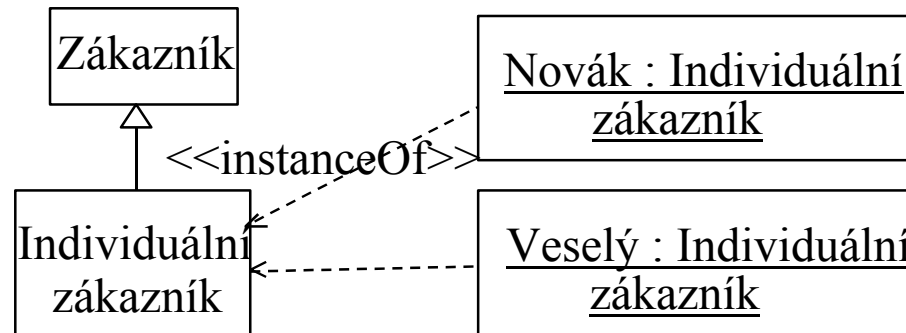 Zákazník
Novák : Individuální
zákazník
<<instanceOf>>
Individuální
zákazník
Veselý : Individuální
zákazník